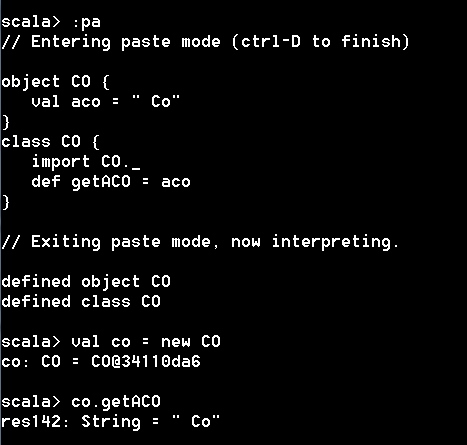 scala> :pa
// Entering paste mode (ctrl-D to finish)
object CO {
   val aco = " Co"
}
class CO {
   import CO._
   def getACO = aco
}
// Exiting paste mode, now interpreting.
defined object CO
defined class CO
scala> val co = new CO
co: CO = CO@34110da6
scala> co.getACO
res142: String = " Co"